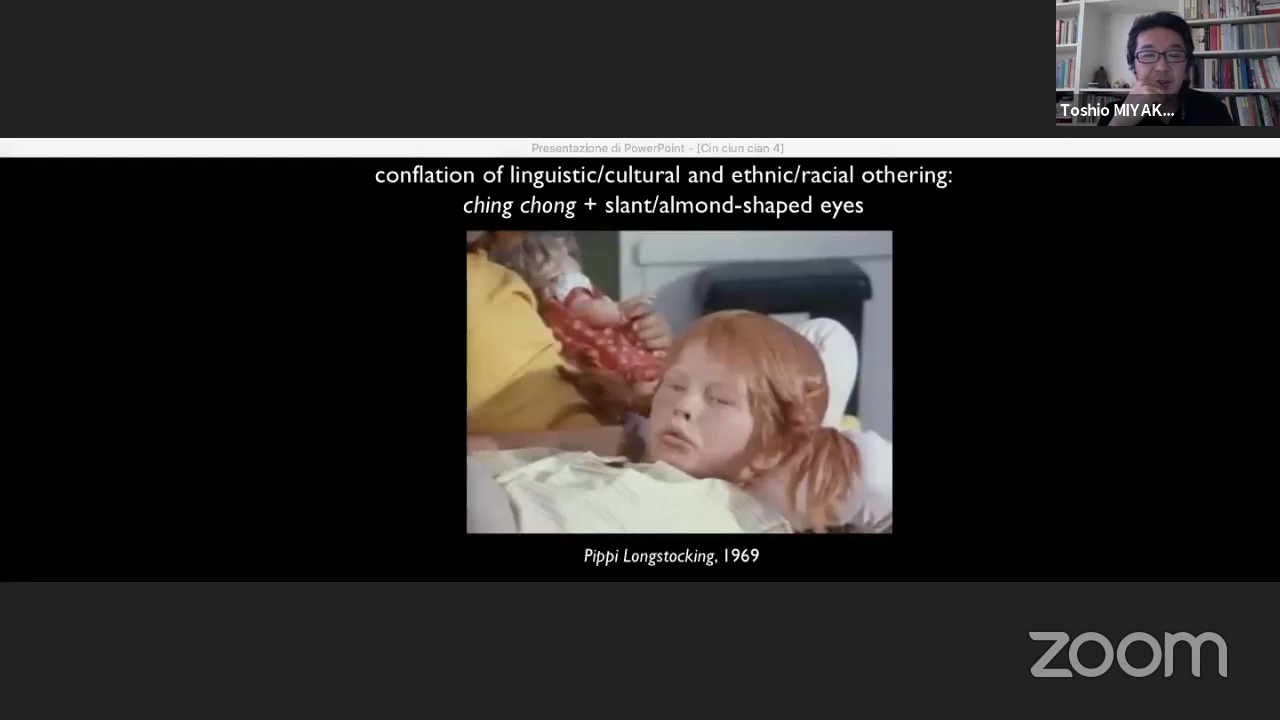 Toshio MIYAK...
Presentazione di PowerPoint - [Cin ciun cian 4]
conflation of linguistic/cultural and ethnic/racial othering:
ching chong + slant/almond-shaped eyes
Pippi Longstocking, 1969
zoom